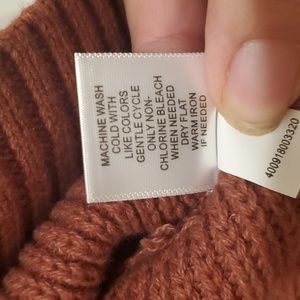 MACHINE WASH
COLD WITH
LIKE COLORS
GENTLE CYCLE
ONLY NON-
CHLORINE BLEACH
WHEN NEEDED
DRY FLAT
WARM IRON
IF NEEDED
400918003320